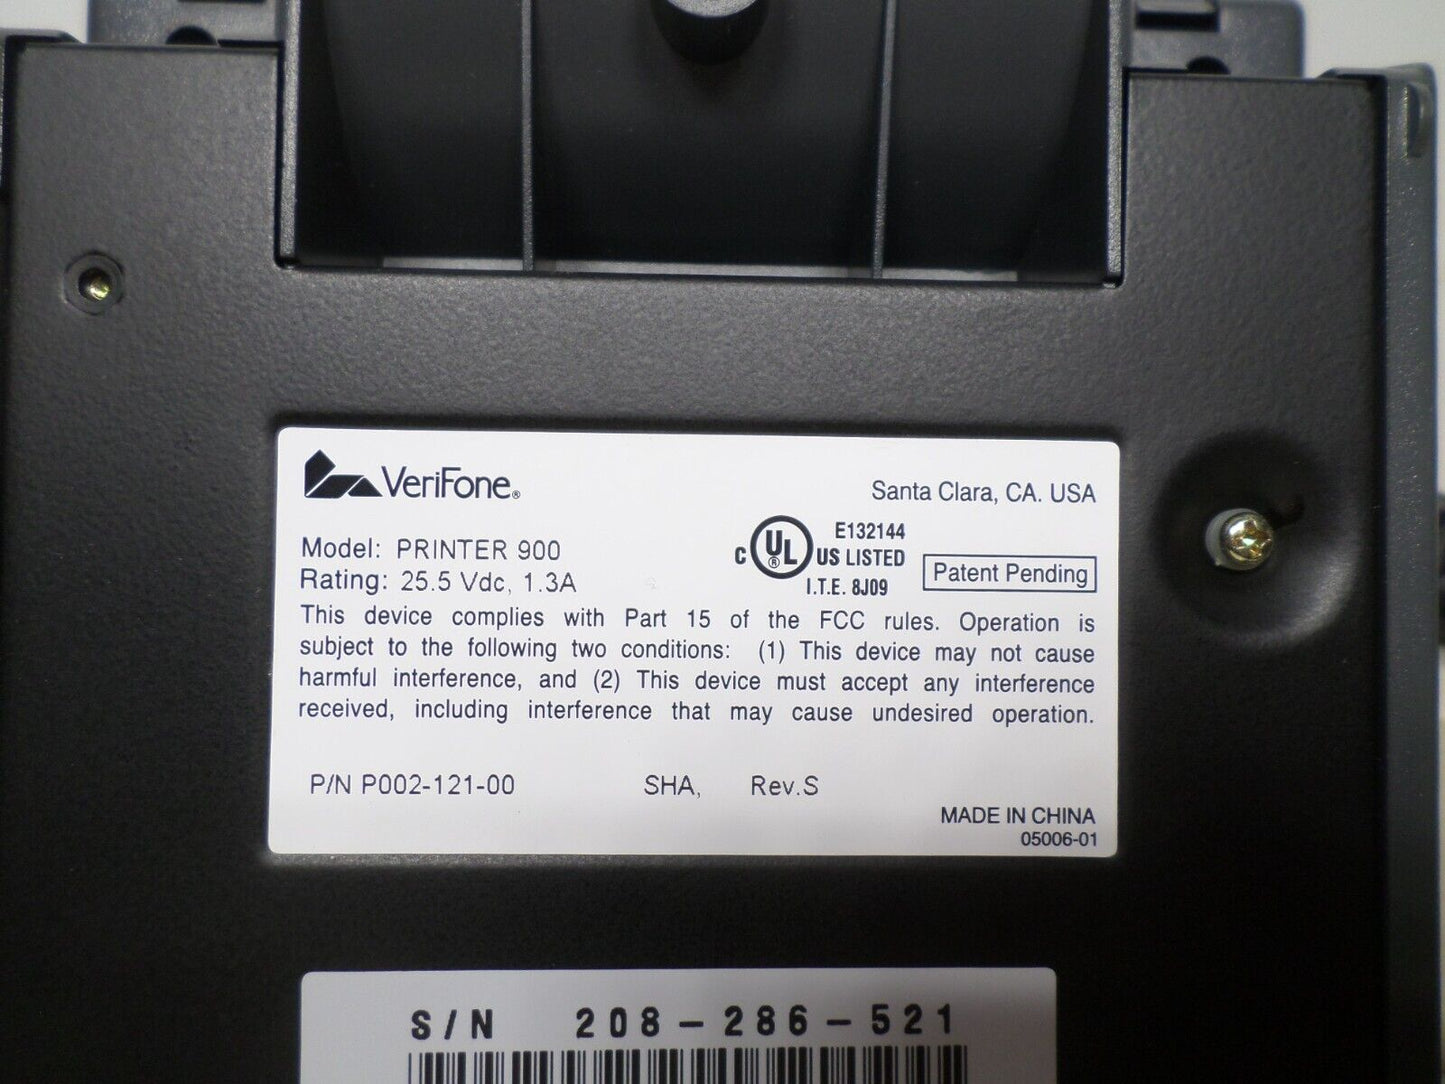 VeriFone®
Santa Clara, CA. USA
Model: PRINTER 900
Rating: 25.5 Vdc, 1.3A
C UL ® US LISTED
E132144
I.T.E. 8J09
Patent Pending
This device complies with Part 15 of the FCC rules. Operation is
subject to the following two conditions: (1) This device may not cause
harmful interference, and (2) This device must accept any interference
received, including interference that may cause undesired operation.
P/N P002-121-00 SHA, Rev.S
MADE IN CHINA
05006-01
S/N 208-286-521